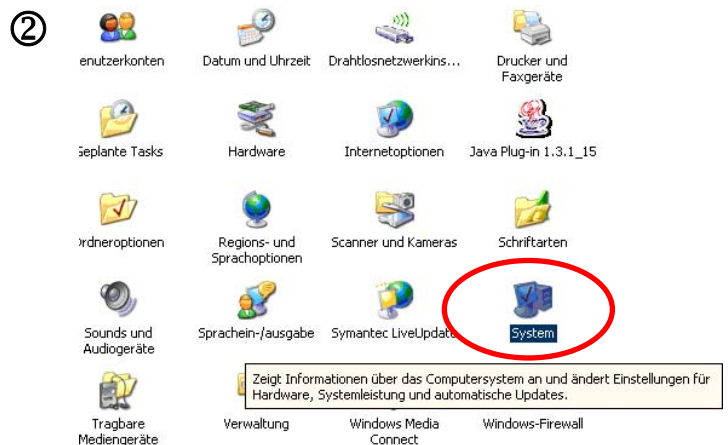 ②
enutzerkonten
Datum und Uhrzeit
Drahtlosnetzwerkins...
Drucker und
Faxgeräte
Geplante Tasks
Hardware
Internetoptionen
Java Plug-in 1.3.1_15
Ordneroptionen
Regions- und
Sprachoptionen
Scanner und Kameras
Schriftarten
Sounds und
Audiogeräte
Sprachein-/ausgabe
Symantec LiveUpdate
System
Zeigt Informationen über das Computersystem an und ändert Einstellungen für
Hardware, Systemleistung und automatische Updates.
Tragbare
Mediengeräte
Verwaltung
Windows Media
Connect
Windows-Firewall